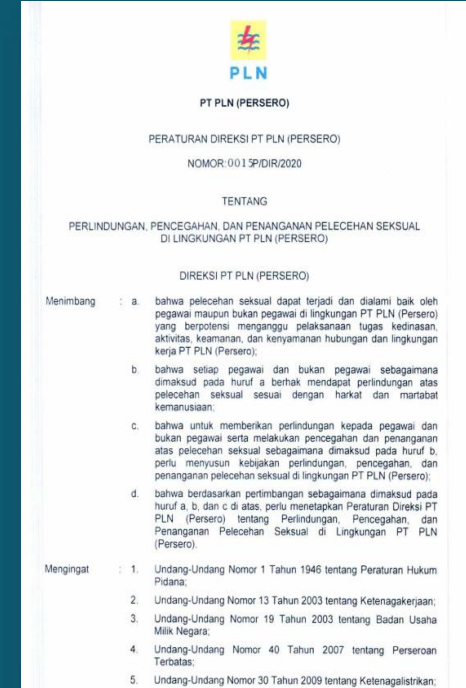 PLN
PT PLN (PERSERO)
PERATURAN DIREKSI PT PLN (PERSERO)
NOMOR:0015P/DIR/2020
TENTANG
PERLINDUNGAN, PENCEGAHAN, DAN PENANGANAN PELECEHAN SEKSUAL
DI LINGKUNGAN PT PLN (PERSERO)
DIREKSI PT PLN (PERSERO)
Menimbang : a. bahwa pelecehan seksual dapat terjadi dan dialami baik oleh
pegawai maupun bukan pegawai di lingkungan PT PLN (Persero)
yang berpotensi menganggu pelaksanaan tugas kedinasan,
aktivitas, keamanan, dan kenyamanan hubungan dan lingkungan
kerja PT PLN (Persero);
b. bahwa setiap pegawai dan bukan pegawai sebagaimana
dimaksud pada huruf a berhak mendapat perlindungan atas
pelecehan seksual sesuai dengan harkat dan martabat
kemanusiaan;
c. bahwa untuk memberikan perlindungan kepada pegawai dan
bukan pegawai serta melakukan pencegahan dan penanganan
atas pelecehan seksual sebagaimana dimaksud pada huruf b,
perlu menyusun kebijakan perlindungan, pencegahan, dan
penanganan pelecehan seksual di lingkungan PT PLN (Persero);
d. bahwa berdasarkan pertimbangan sebagaimana dimaksud pada
huruf a, b, dan c di atas, perlu menetapkan Peraturan Direksi PT
PLN (Persero) tentang Perlindungan, Pencegahan, dan
Penanganan Pelecehan Seksual di Lingkungan PT PLN
(Persero).
Mengingat : 1. Undang-Undang Nomor 1 Tahun 1946 tentang Peraturan Hukum
Pidana;
2. Undang-Undang Nomor 13 Tahun 2003 tentang Ketenagakerjaan;
3. Undang-Undang Nomor 19 Tahun 2003 tentang Badan Usaha
Milik Negara;
4. Undang-Undang Nomor 40 Tahun 2007 tentang Perseroan
Terbatas;
5. Undang-Undang Nomor 30 Tahun 2009 tentang Ketenagalistrikan;